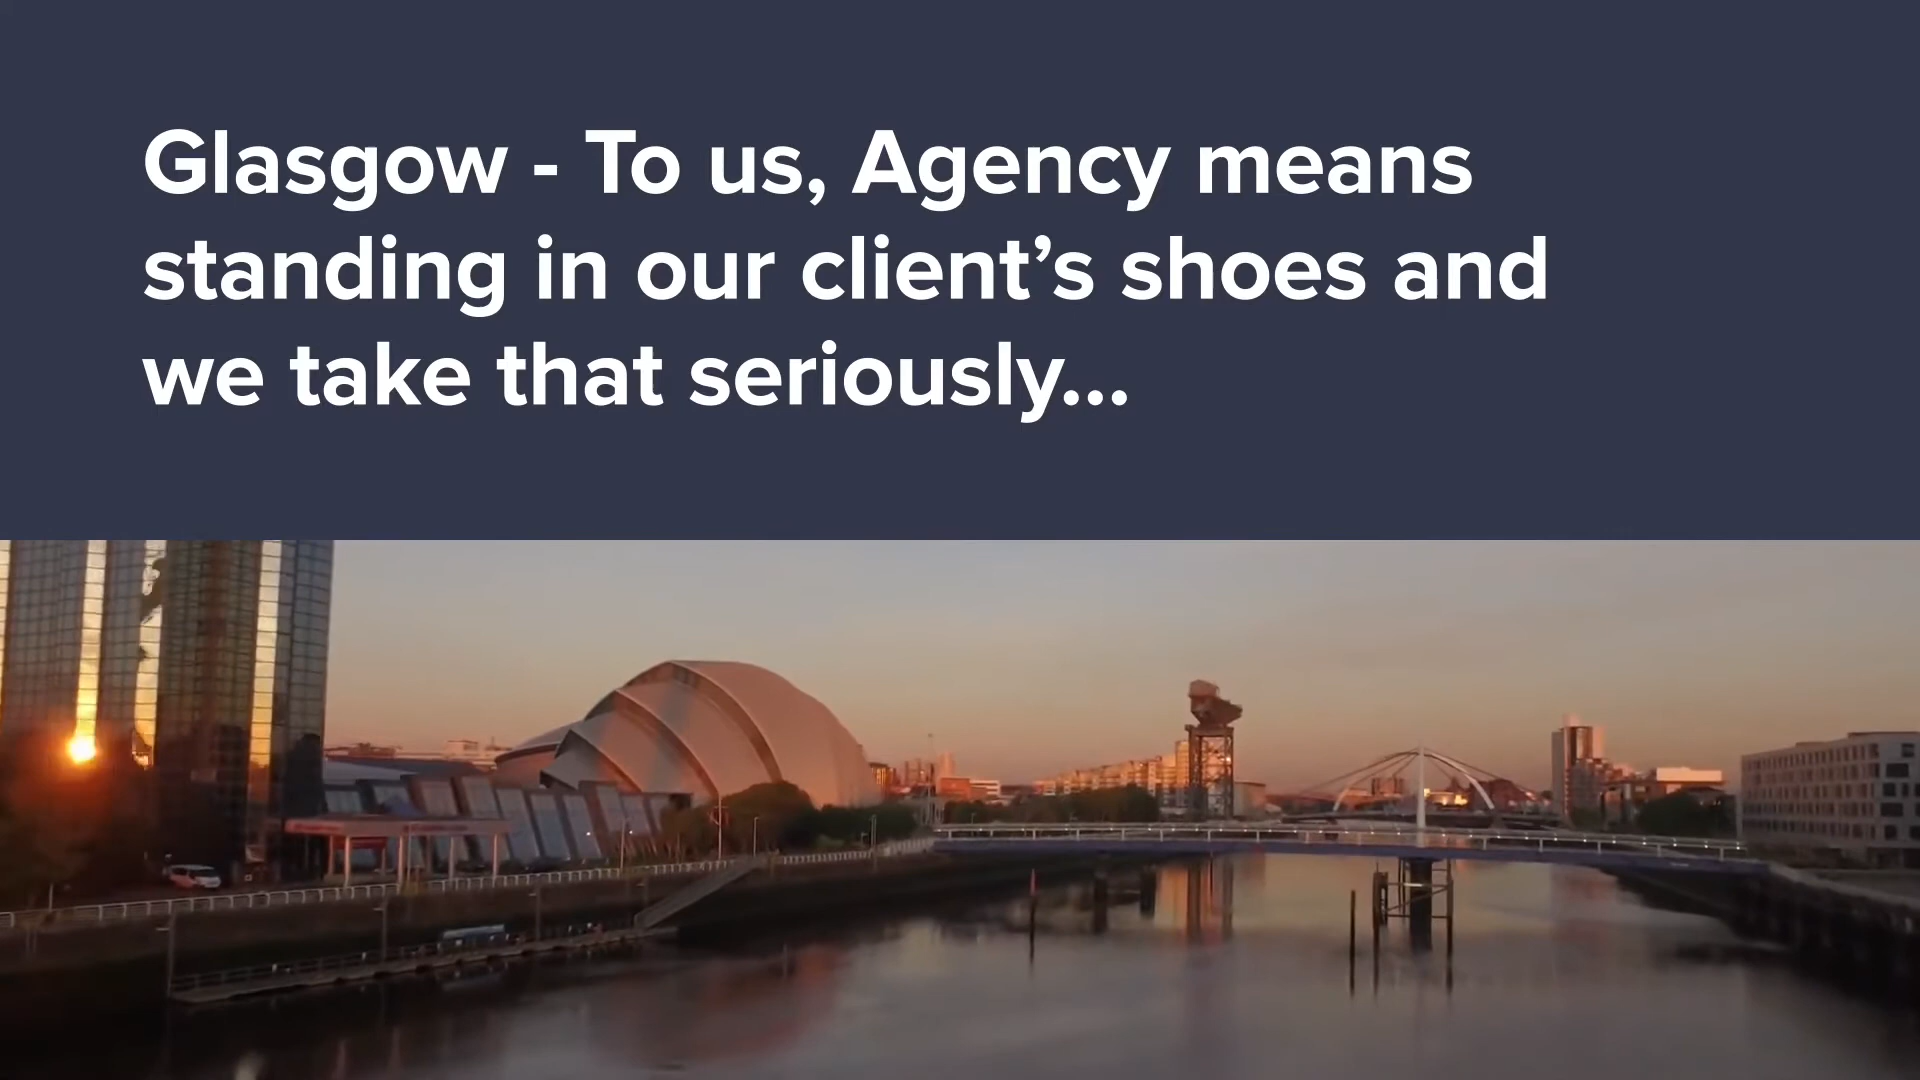 Glasgow - To us, Agency means
standing in our client’s shoes and
we take that seriously...